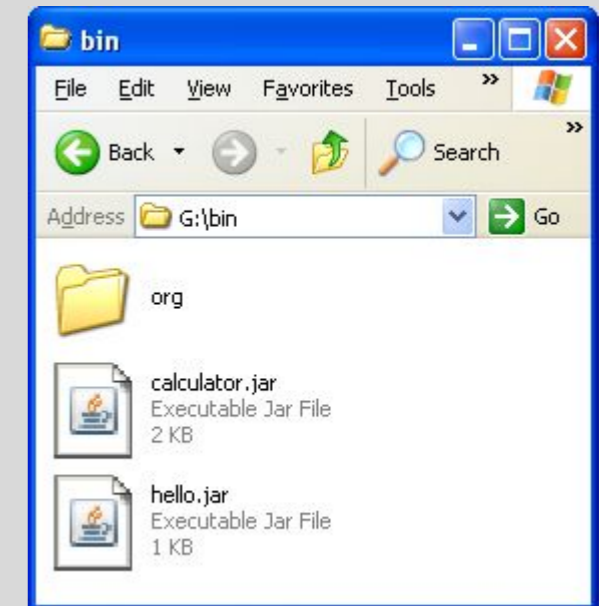 bin
File Edit View Favorites Tools »
Back Search »
Address G:\bin Go
org
calculator.jar
Executable Jar File
2 KB
hello.jar
Executable Jar File
1 KB